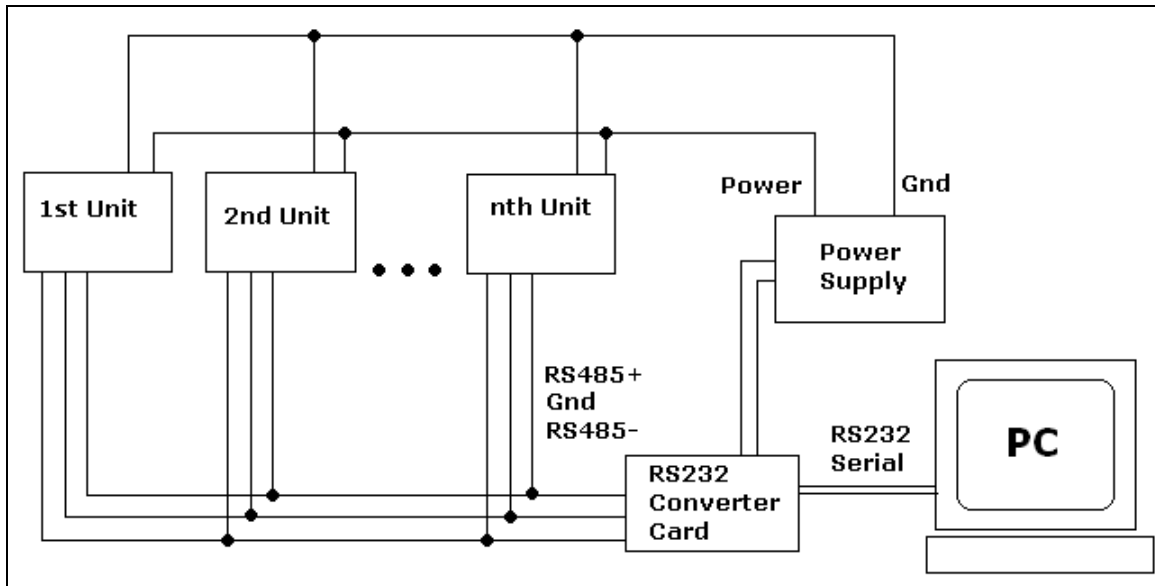 1st Unit
2nd Unit
nth Unit
Power
Gnd
Power
Supply
RS485+
Gnd
RS485-
RS232
Converter
Card
RS232
Serial
PC